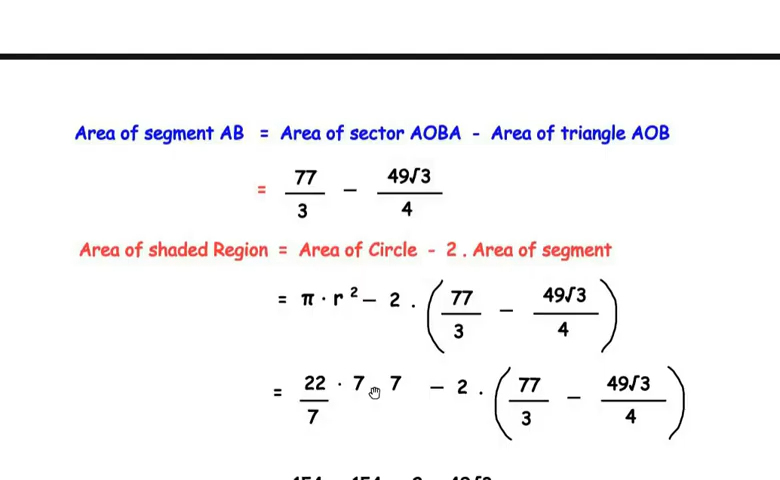 Area of segment AB = Area of sector AOBA - Area of triangle AOB
= 77/3 − 49√3/4
Area of shaded Region = Area of Circle - 2 . Area of segment
= π · r² − 2 · (77/3 − 49√3/4)
= 22/7 · 7 7 − 2 · (77/3 − 49√3/4)